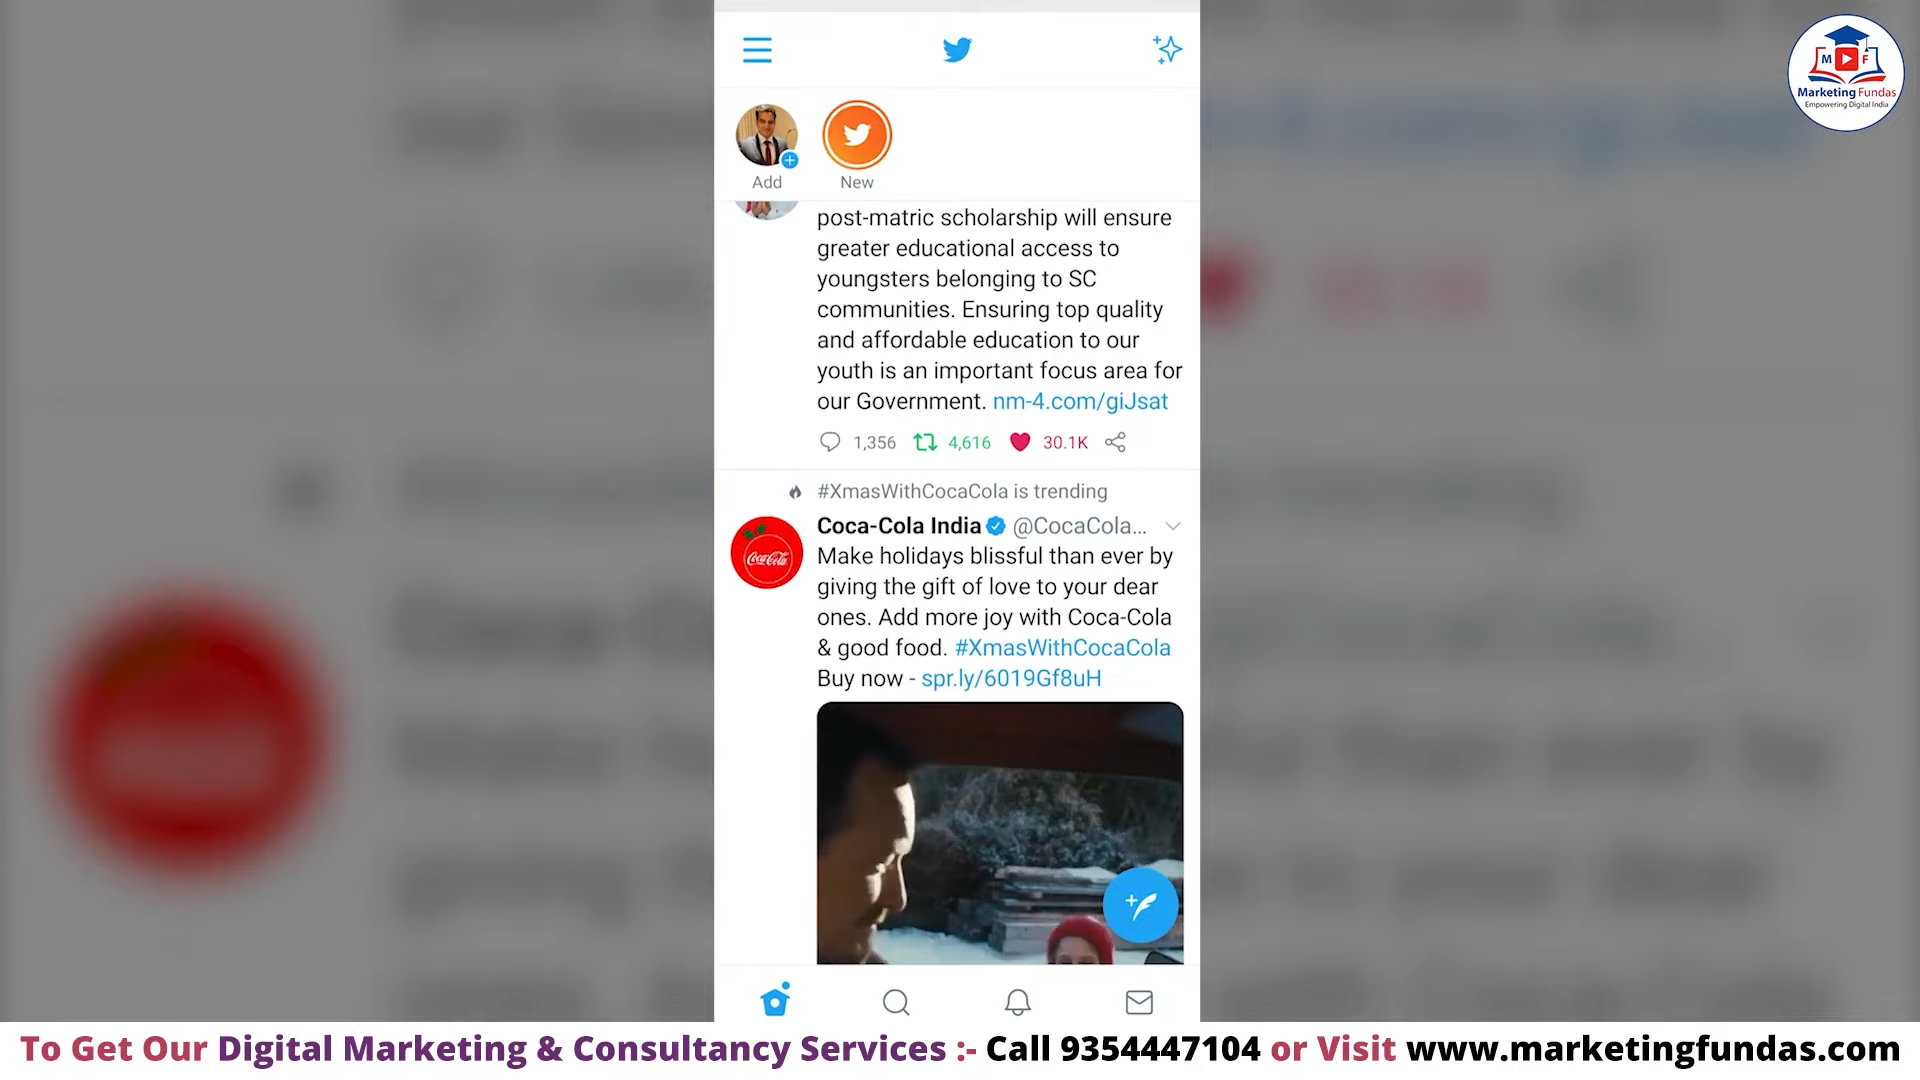 M F
Marketing Fundas
Empowering Digital India
Add
New
post-matric scholarship will ensure
greater educational access to
youngsters belonging to SC
communities. Ensuring top quality
and affordable education to our
youth is an important focus area for
our Government. nm-4.com/giJsat
1,356 4,616 30.1K
#XmasWithCocaCola is trending
Coca-Cola India @CocaCola...
Coca-Cola
Make holidays blissful than ever by
giving the gift of love to your dear
ones. Add more joy with Coca-Cola
& good food. #XmasWithCocaCola
Buy now - spr.ly/6019Gf8uH
To Get Our Digital Marketing & Consultancy Services :- Call 9354447104 or Visit www.marketingfundas.com